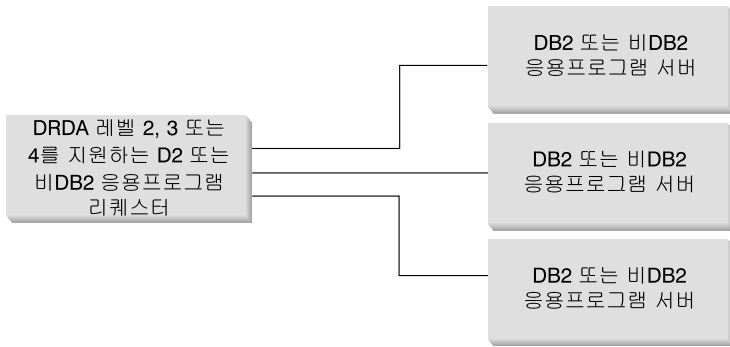 DRDA 레벨 2, 3 또는
4를 지원하는 D2 또는
비DB2 응용프로그램
리퀘스터
DB2 또는 비DB2
응용프로그램 서버
DB2 또는 비DB2
응용프로그램 서버
DB2 또는 비DB2
응용프로그램 서버